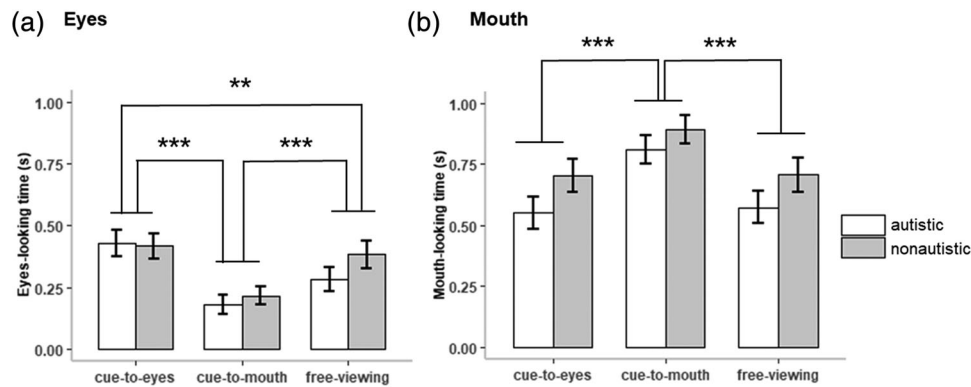 (a) Eyes
**
***
***
Eyes-looking time (s)
1.00
0.75
0.50
0.25
0.00
cue-to-eyes cue-to-mouth free-viewing
(b) Mouth
***
***
Mouth-looking time (s)
1.00
0.75
0.50
0.25
0.00
cue-to-eyes cue-to-mouth free-viewing
autistic
nonautistic